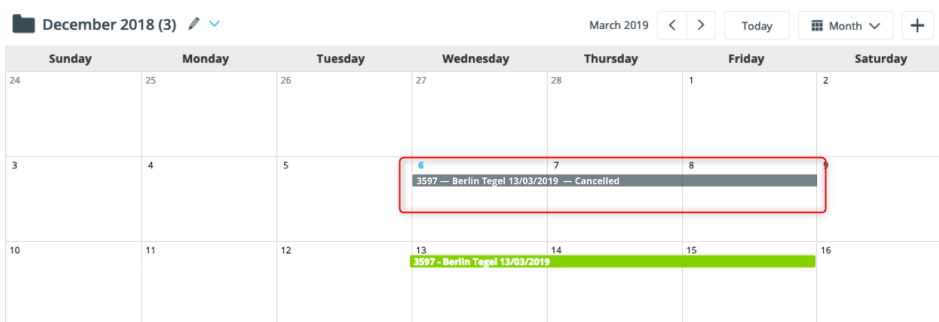 December 2018 (3)
March 2019
Today
Month
Sunday Monday Tuesday Wednesday Thursday Friday Saturday
24 25 26 27 28 1 2
3 4 5 6 7 8 9
3597 — Berlin Tegel 13/03/2019 — Cancelled
10 11 12 13 14 15 16
3597 - Berlin Tegel 13/03/2019